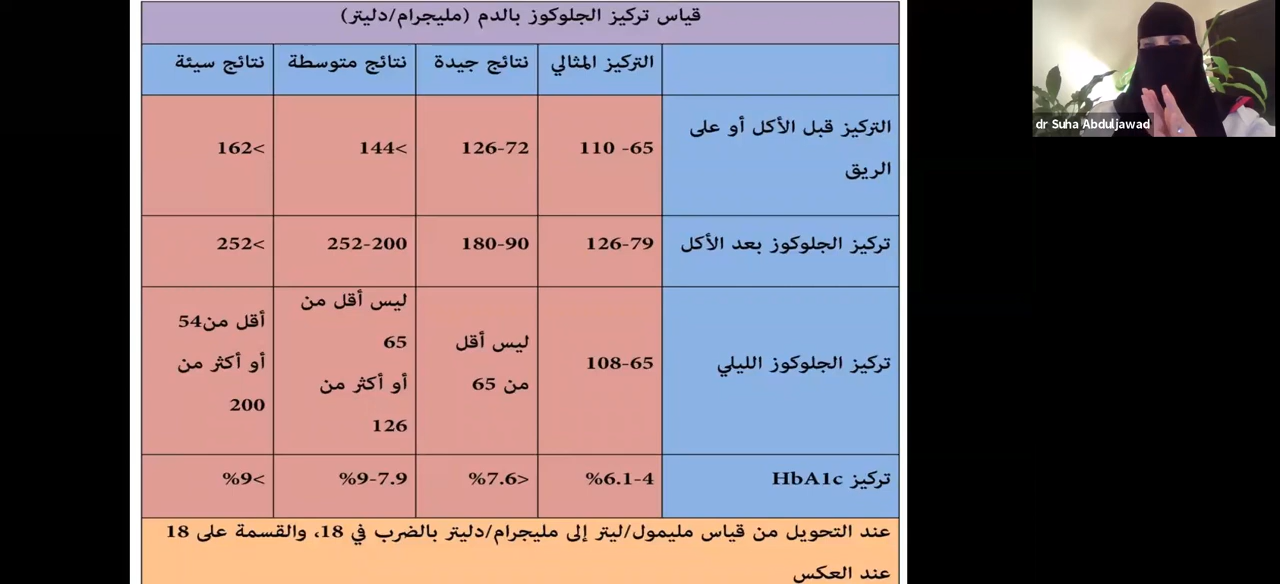 قياس تركيز الجلوكوز بالدم (مليجرام/دليتر)
التركيز المثالي
نتائج جيدة
نتائج متوسطة
نتائج سيئة
التركيز قبل الأكل أو على
الريق
65- 110
72-126
>144
>162
تركيز الجلوكوز بعد الأكل
79-126
90-180
200-252
>252
تركيز الجلوكوز الليلي
65-108
ليس أقل
من 65
ليس أقل من
65
أو أكثر من
126
أقل من54
أو أكثر من
200
تركيز HbA1c
4-6.1%
<7.6%
7.9-9%
>9%
عند التحويل من قياس مليمول/ليتر إلى مليجرام/دليتر بالضرب في 18، والقسمة على 18
عند العكس
dr Suha Abduljawad